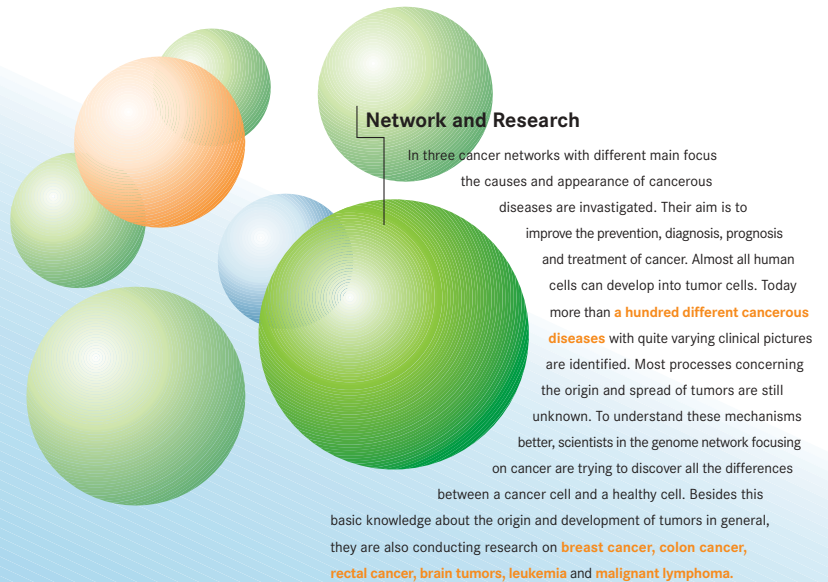 Network and Research
In three cancer networks with different main focus
the causes and appearance of cancerous
diseases are invastigated. Their aim is to
improve the prevention, diagnosis, prognosis
and treatment of cancer. Almost all human
cells can develop into tumor cells. Today
more than a hundred different cancerous
diseases with quite varying clinical pictures
are identified. Most processes concerning
the origin and spread of tumors are still
unknown. To understand these mechanisms
better, scientists in the genome network focusing
on cancer are trying to discover all the differences
between a cancer cell and a healthy cell. Besides this
basic knowledge about the origin and development of tumors in general,
they are also conducting research on breast cancer, colon cancer,
rectal cancer, brain tumors, leukemia and malignant lymphoma.